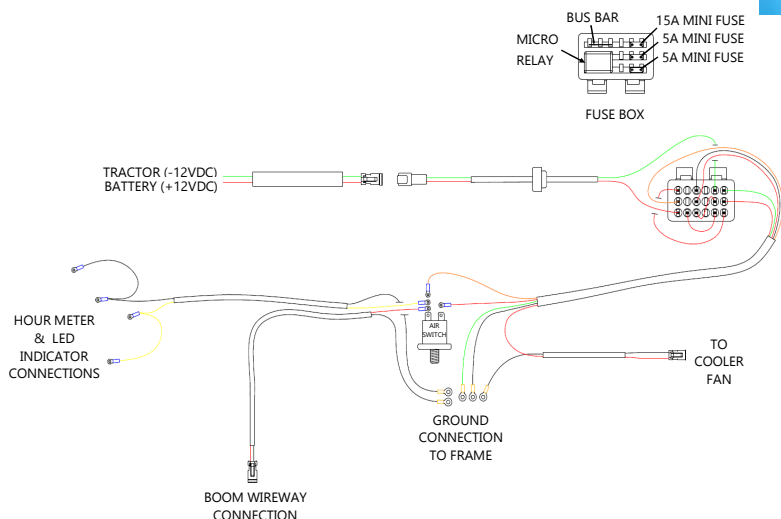 BUS BAR
15A MINI FUSE
MICRO
RELAY
5A MINI FUSE
5A MINI FUSE
FUSE BOX
TRACTOR (-12VDC)
BATTERY (+12VDC)
HOUR METER
& LED
INDICATOR
CONNECTIONS
AIR
SWITCH
TO
COOLER
FAN
GROUND
CONNECTION
TO FRAME
BOOM WIREWAY
CONNECTION